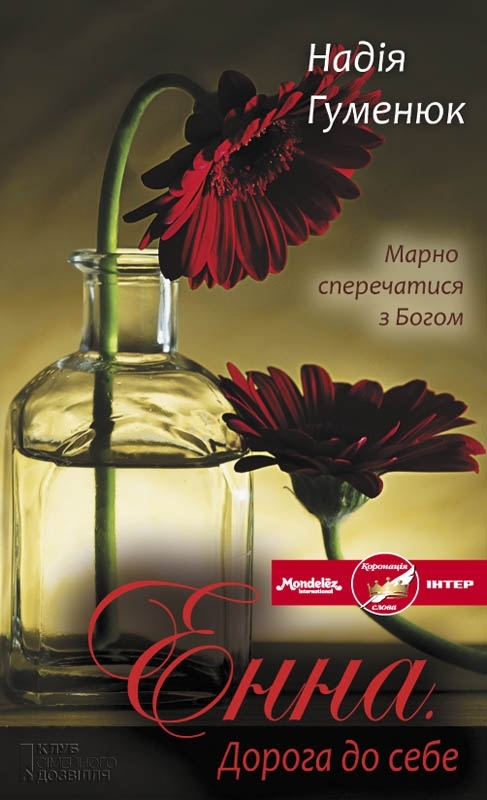 Надія
Гуменюк
Марно
сперечатися
з Богом
Mondelēz
International
Коронація
слова
ІНТЕР
Енна.
Дорога до себе
КЛУБ
СІМЕЙНОГО
ДОЗВІЛЛЯ